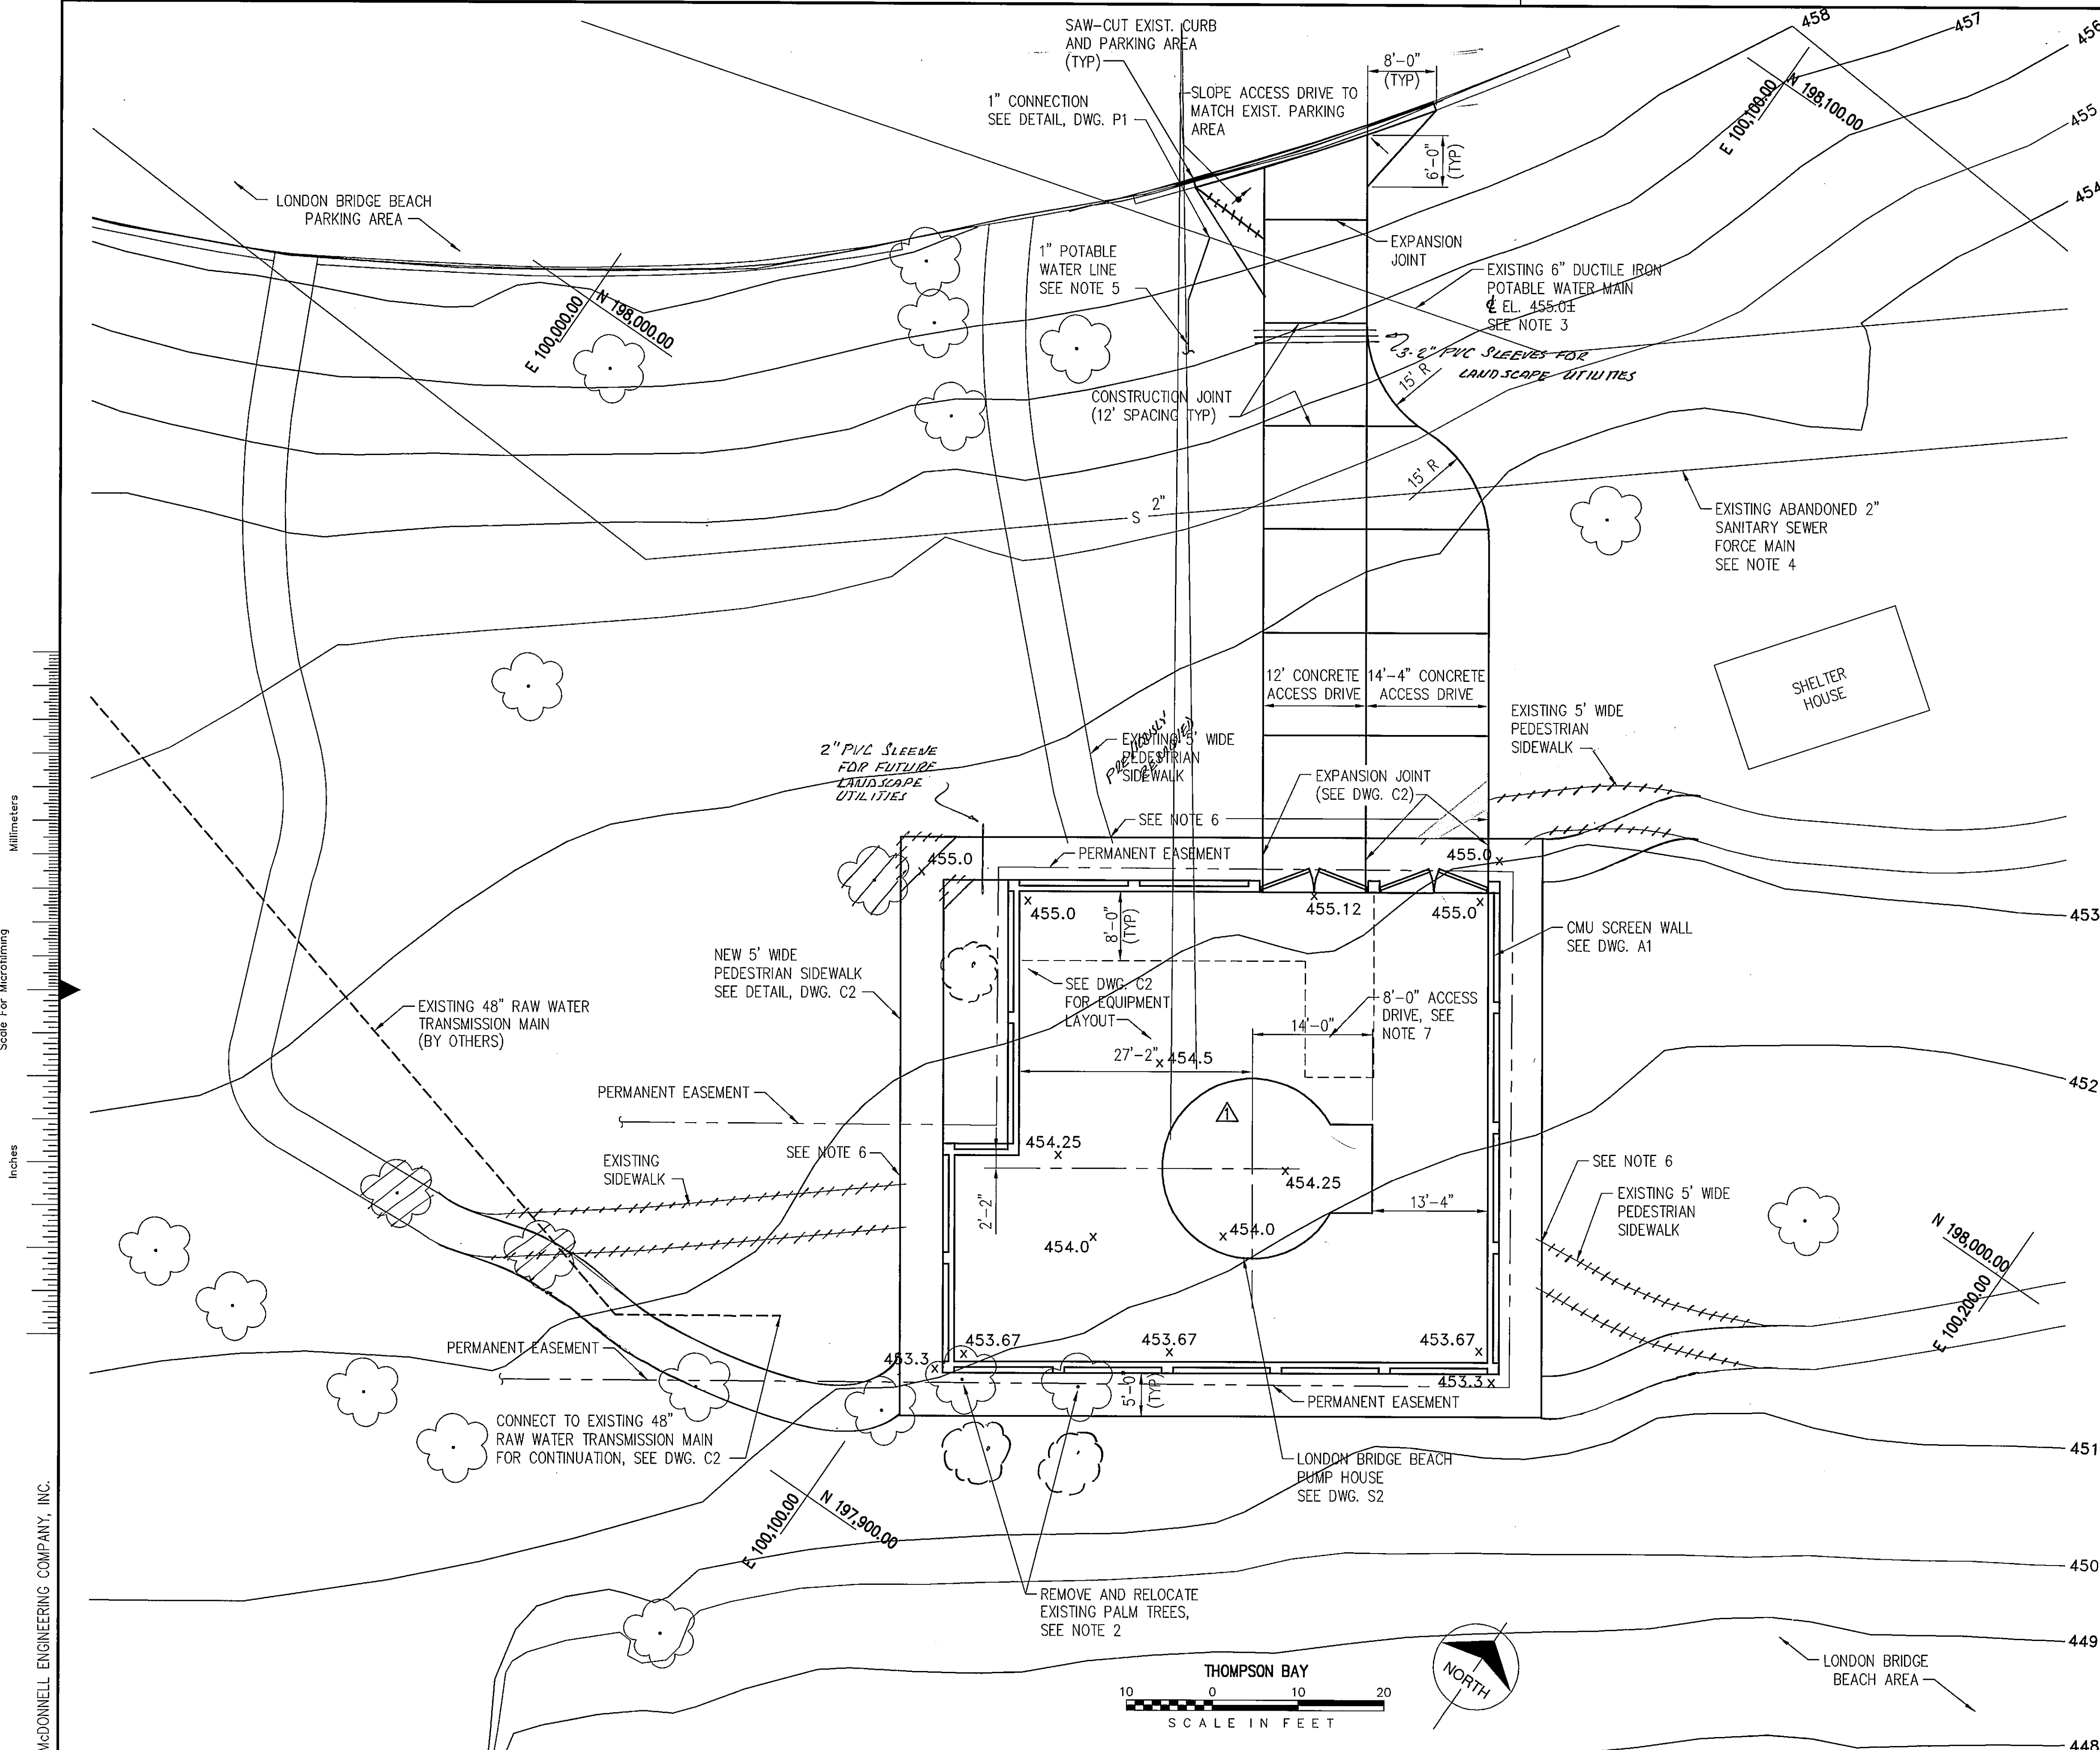 SAW-CUT EXIST. CURB
AND PARKING AREA
(TYP)
8'-0"
(TYP)
458
457
456
455
454
N 198,100.00
E 100,100.00
1" CONNECTION
SEE DETAIL, DWG. P1
SLOPE ACCESS DRIVE TO
MATCH EXIST. PARKING
AREA
6'-0"
(TYP)
LONDON BRIDGE BEACH
PARKING AREA
1" POTABLE
WATER LINE
SEE NOTE 5
EXPANSION
JOINT
EXISTING 6" DUCTILE IRON
POTABLE WATER MAIN
℄ EL. 455.0±
SEE NOTE 3
N 198,000.00
E 100,000.00
3-2" PVC SLEEVES FOR
LANDSCAPE UTILITIES
15' R
CONSTRUCTION JOINT
(12' SPACING TYP)
15' R
S 2"
EXISTING ABANDONED 2"
SANITARY SEWER
FORCE MAIN
SEE NOTE 4
SHELTER
HOUSE
12' CONCRETE
ACCESS DRIVE
14'-4" CONCRETE
ACCESS DRIVE
EXISTING 5' WIDE
PEDESTRIAN
SIDEWALK
EXISTING 5' WIDE
PEDESTRIAN
SIDEWALK
PREVIOUSLY
REMOVED
2" PVC SLEEVE
FOR FUTURE
LANDSCAPE
UTILITIES
EXPANSION JOINT
(SEE DWG. C2)
SEE NOTE 6
PERMANENT EASEMENT
455.0
455.0
455.0
455.12
455.0
453
8'-0"
(TYP)
CMU SCREEN WALL
SEE DWG. A1
NEW 5' WIDE
PEDESTRIAN SIDEWALK
SEE DETAIL, DWG. C2
SEE DWG. C2
FOR EQUIPMENT
LAYOUT
8'-0" ACCESS
DRIVE, SEE
NOTE 7
14'-0"
27'-2"
454.5
EXISTING 48" RAW WATER
TRANSMISSION MAIN
(BY OTHERS)
452
PERMANENT EASEMENT
1
454.25
SEE NOTE 6
EXISTING
SIDEWALK
454.25
2'-2"
13'-4"
SEE NOTE 6
EXISTING 5' WIDE
PEDESTRIAN
SIDEWALK
454.0
454.0
N 198,000.00
E 100,200.00
PERMANENT EASEMENT
453.67
453.67
453.67
453.3
453.3
5'-0"
(TYP)
PERMANENT EASEMENT
CONNECT TO EXISTING 48"
RAW WATER TRANSMISSION MAIN
FOR CONTINUATION, SEE DWG. C2
451
LONDON BRIDGE BEACH
PUMP HOUSE
SEE DWG. S2
N 197,900.00
E 100,100.00
450
REMOVE AND RELOCATE
EXISTING PALM TREES,
SEE NOTE 2
449
THOMPSON BAY
10 0 10 20
SCALE IN FEET
NORTH
LONDON BRIDGE
BEACH AREA
448
Millimeters
Scale For Microfilming
Inches
McDONNELL ENGINEERING COMPANY, INC.